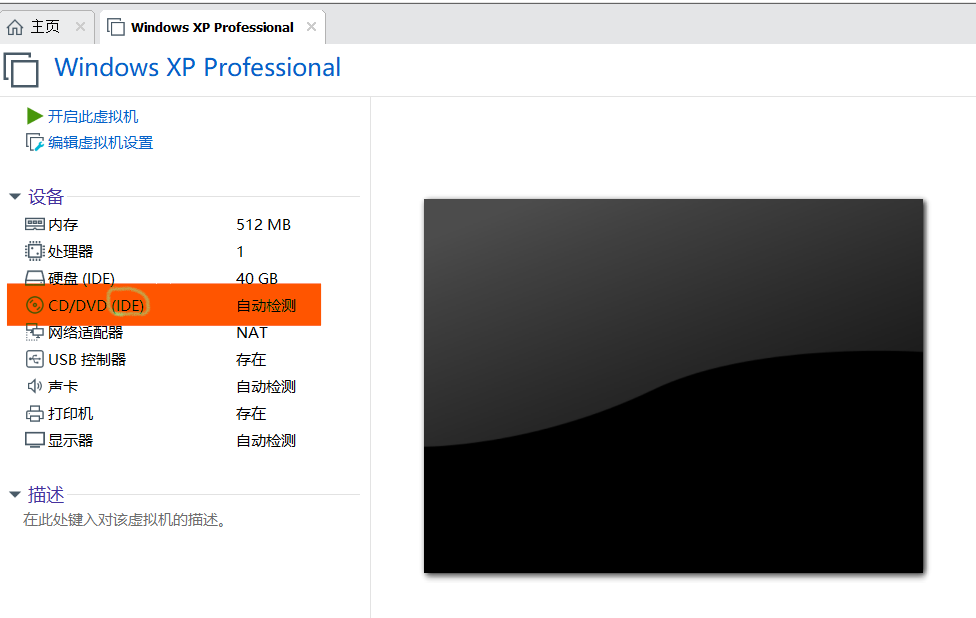 主页
Windows XP Professional
Windows XP Professional
开启此虚拟机
编辑虚拟机设置
设备
内存 512 MB
处理器 1
硬盘 (IDE) 40 GB
CD/DVD (IDE) 自动检测
网络适配器 NAT
USB 控制器 存在
声卡 自动检测
打印机 存在
显示器 自动检测
描述
在此处键入对该虚拟机的描述。